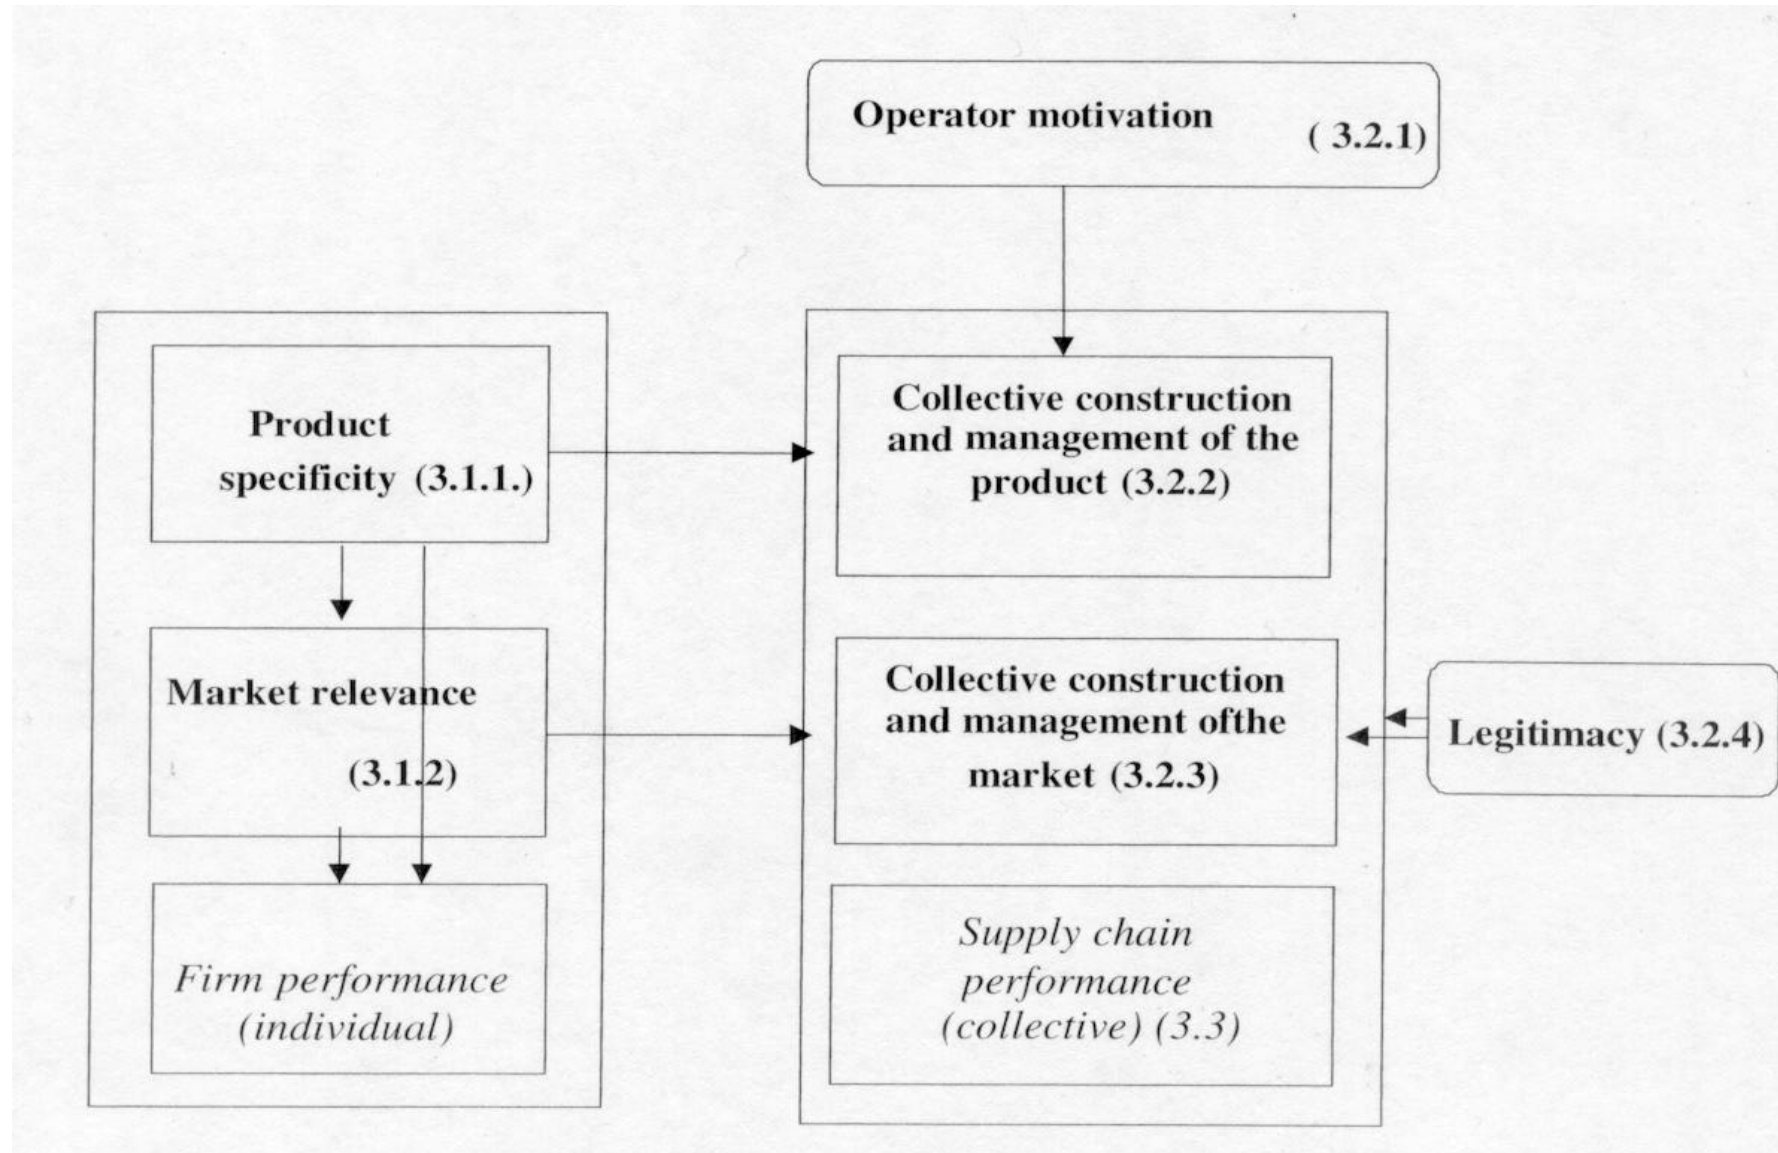 Operator motivation
( 3.2.1)
Product
specificity (3.1.1.)
Collective construction
and management of the
product (3.2.2)
Market relevance
(3.1.2)
Collective construction
and management ofthe
market (3.2.3)
Legitimacy (3.2.4)
Firm performance
(individual)
Supply chain
performance
(collective) (3.3)